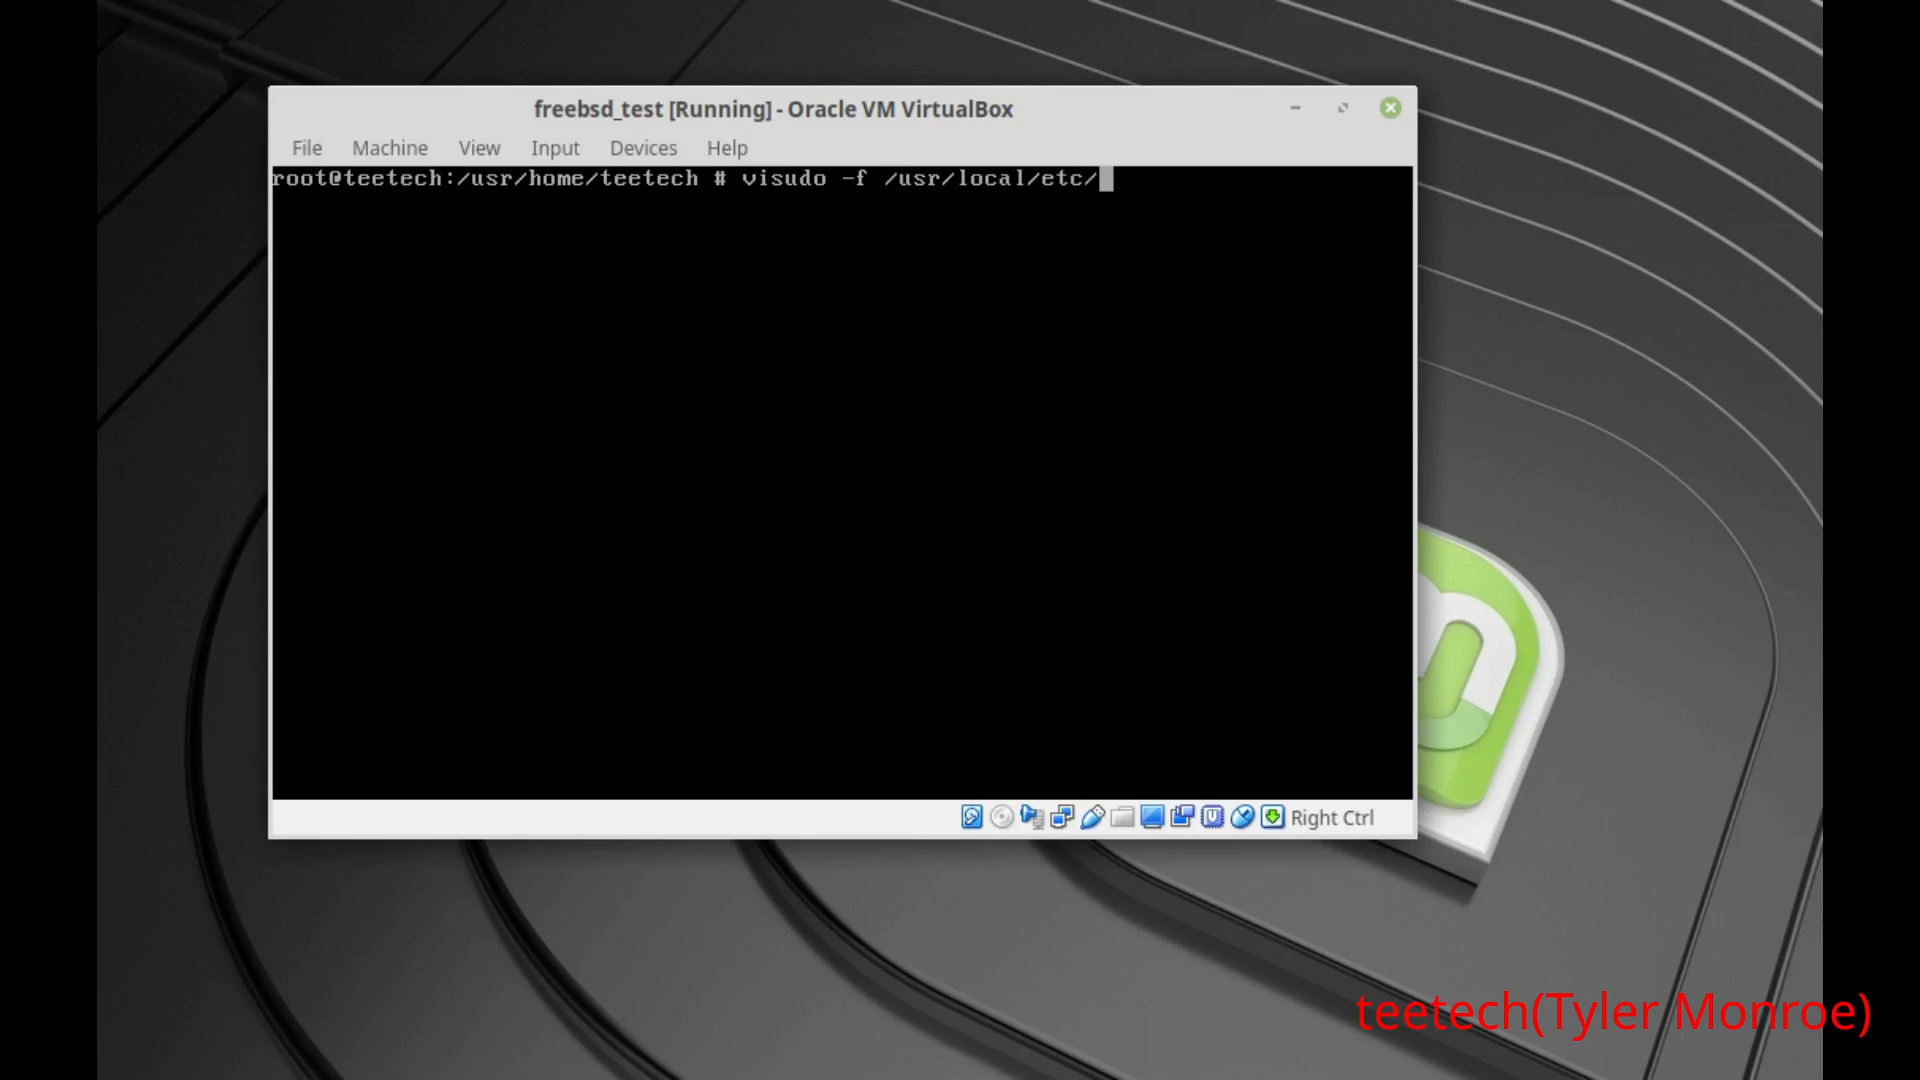 freebsd_test [Running] - Oracle VM VirtualBox
File Machine View Input Devices Help
root@teetech:/usr/home/teetech # visudo -f /usr/local/etc/
Right Ctrl
teetech(Tyler Monroe)